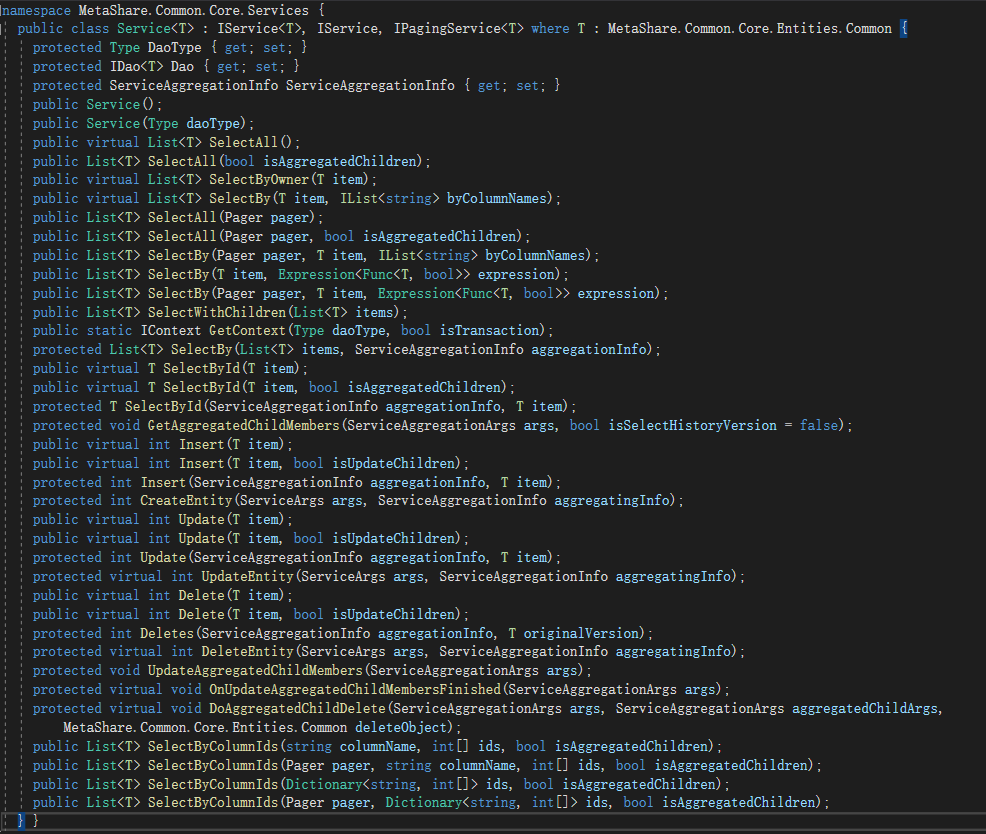 namespace MetaShare.Common.Core.Services {
public class Service<T> : IService<T>, IService, IPagingService<T> where T : MetaShare.Common.Core.Entities.Common {
protected Type DaoType { get; set; }
protected IDao<T> Dao { get; set; }
protected ServiceAggregationInfo ServiceAggregationInfo { get; set; }
public Service();
public Service(Type daoType);
public virtual List<T> SelectAll();
public List<T> SelectAll(bool isAggregatedChildren);
public virtual List<T> SelectByOwner(T item);
public virtual List<T> SelectBy(T item, IList<string> byColumnNames);
public List<T> SelectAll(Pager pager);
public List<T> SelectAll(Pager pager, bool isAggregatedChildren);
public List<T> SelectBy(Pager pager, T item, IList<string> byColumnNames);
public List<T> SelectBy(T item, Expression<Func<T, bool>> expression);
public List<T> SelectBy(Pager pager, T item, Expression<Func<T, bool>> expression);
public List<T> SelectWithChildren(List<T> items);
public static IContext GetContext(Type daoType, bool isTransaction);
protected List<T> SelectBy(List<T> items, ServiceAggregationInfo aggregationInfo);
public virtual T SelectById(T item);
public virtual T SelectById(T item, bool isAggregatedChildren);
protected T SelectById(ServiceAggregationInfo aggregationInfo, T item);
protected void GetAggregatedChildMembers(ServiceAggregationArgs args, bool isSelectHistoryVersion = false);
public virtual int Insert(T item);
public virtual int Insert(T item, bool isUpdateChildren);
protected int Insert(ServiceAggregationInfo aggregationInfo, T item);
protected int CreateEntity(ServiceArgs args, ServiceAggregationInfo aggregatingInfo);
public virtual int Update(T item);
public virtual int Update(T item, bool isUpdateChildren);
protected int Update(ServiceAggregationInfo aggregationInfo, T item);
protected virtual int UpdateEntity(ServiceArgs args, ServiceAggregationInfo aggregatingInfo);
public virtual int Delete(T item);
public virtual int Delete(T item, bool isUpdateChildren);
protected int Deletes(ServiceAggregationInfo aggregationInfo, T originalVersion);
protected virtual int DeleteEntity(ServiceArgs args, ServiceAggregationInfo aggregatingInfo);
protected void UpdateAggregatedChildMembers(ServiceAggregationArgs args);
protected virtual void OnUpdateAggregatedChildMembersFinished(ServiceAggregationArgs args);
protected virtual void DoAggregatedChildDelete(ServiceAggregationArgs args, ServiceAggregationArgs aggregatedChildArgs,
MetaShare.Common.Core.Entities.Common deleteObject);
public List<T> SelectByColumnIds(string columnName, int[] ids, bool isAggregatedChildren);
public List<T> SelectByColumnIds(Pager pager, string columnName, int[] ids, bool isAggregatedChildren);
public List<T> SelectByColumnIds(Dictionary<string, int[]> ids, bool isAggregatedChildren);
public List<T> SelectByColumnIds(Pager pager, Dictionary<string, int[]> ids, bool isAggregatedChildren);
} }